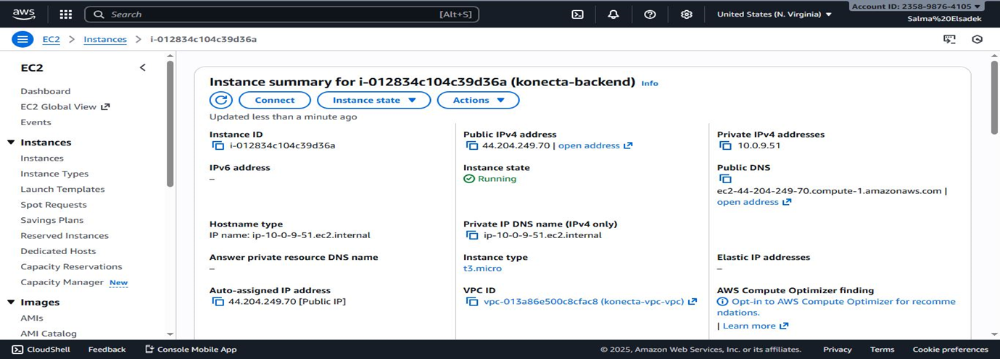 aws
Search [Alt+S]
United States (N. Virginia)
Account ID: 2358-9876-4105
Salma%20Elsadek
EC2 > Instances > i-012834c104c39d36a
EC2
Dashboard
EC2 Global View
Events
Instances
Instances
Instance Types
Launch Templates
Spot Requests
Savings Plans
Reserved Instances
Dedicated Hosts
Capacity Reservations
Capacity Manager New
Images
AMIs
AMI Catalog
Instance summary for i-012834c104c39d36a (konecta-backend) Info
Connect Instance state Actions
Updated less than a minute ago
Instance ID
i-012834c104c39d36a
Public IPv4 address
44.204.249.70 | open address
Private IPv4 addresses
10.0.9.51
IPv6 address
–
Instance state
Running
Public DNS
ec2-44-204-249-70.compute-1.amazonaws.com |
open address
Hostname type
IP name: ip-10-0-9-51.ec2.internal
Private IP DNS name (IPv4 only)
ip-10-0-9-51.ec2.internal
Answer private resource DNS name
–
Instance type
t3.micro
Elastic IP addresses
–
Auto-assigned IP address
44.204.249.70 [Public IP]
VPC ID
vpc-013a86e500c8cfac8 (konecta-vpc-vpc)
AWS Compute Optimizer finding
Opt-in to AWS Compute Optimizer for recomme
ndations.
| Learn more
CloudShell Feedback Console Mobile App © 2025, Amazon Web Services, Inc. or its affiliates. Privacy Terms Cookie preferences